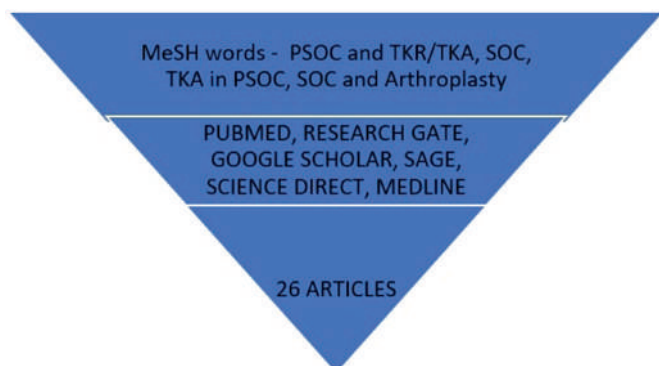 MeSH words - PSOC and TKR/TKA, SOC,
TKA in PSOC, SOC and Arthroplasty
PUBMED, RESEARCH GATE,
GOOGLE SCHOLAR, SAGE,
SCIENCE DIRECT, MEDLINE
26 ARTICLES